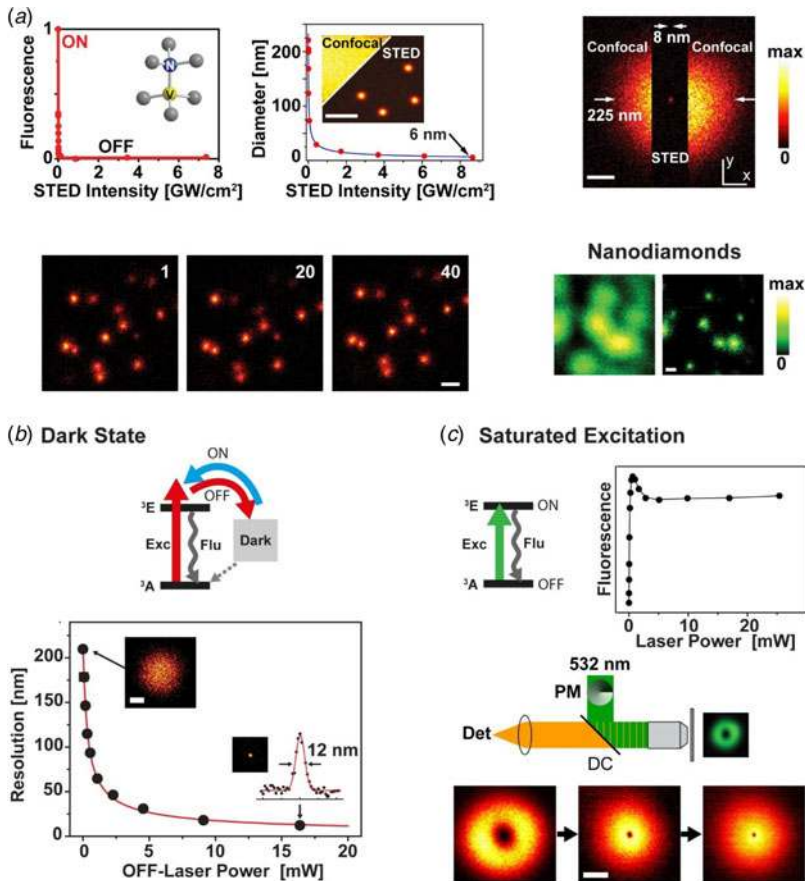 (a)
1
ON
N
V
OFF
0
Fluorescence
0 2 4 6 8
STED Intensity [GW/cm²]
200
100
0
Diameter [nm]
Confocal
STED
6 nm
0 2 4 6 8
STED Intensity [GW/cm²]
8 nm
Confocal Confocal
225 nm
STED
y
x
max
0
1
20
40
Nanodiamonds
max
0
(b) Dark State
ON
OFF
³E
Exc
Flu
Dark
³A
200
150
100
50
0
Resolution [nm]
12 nm
0 5 10 15 20
OFF-Laser Power [mW]
(c) Saturated Excitation
³E ON
Exc
Flu
³A OFF
Fluorescence
0 10 20
Laser Power [mW]
532 nm
PM
Det
DC